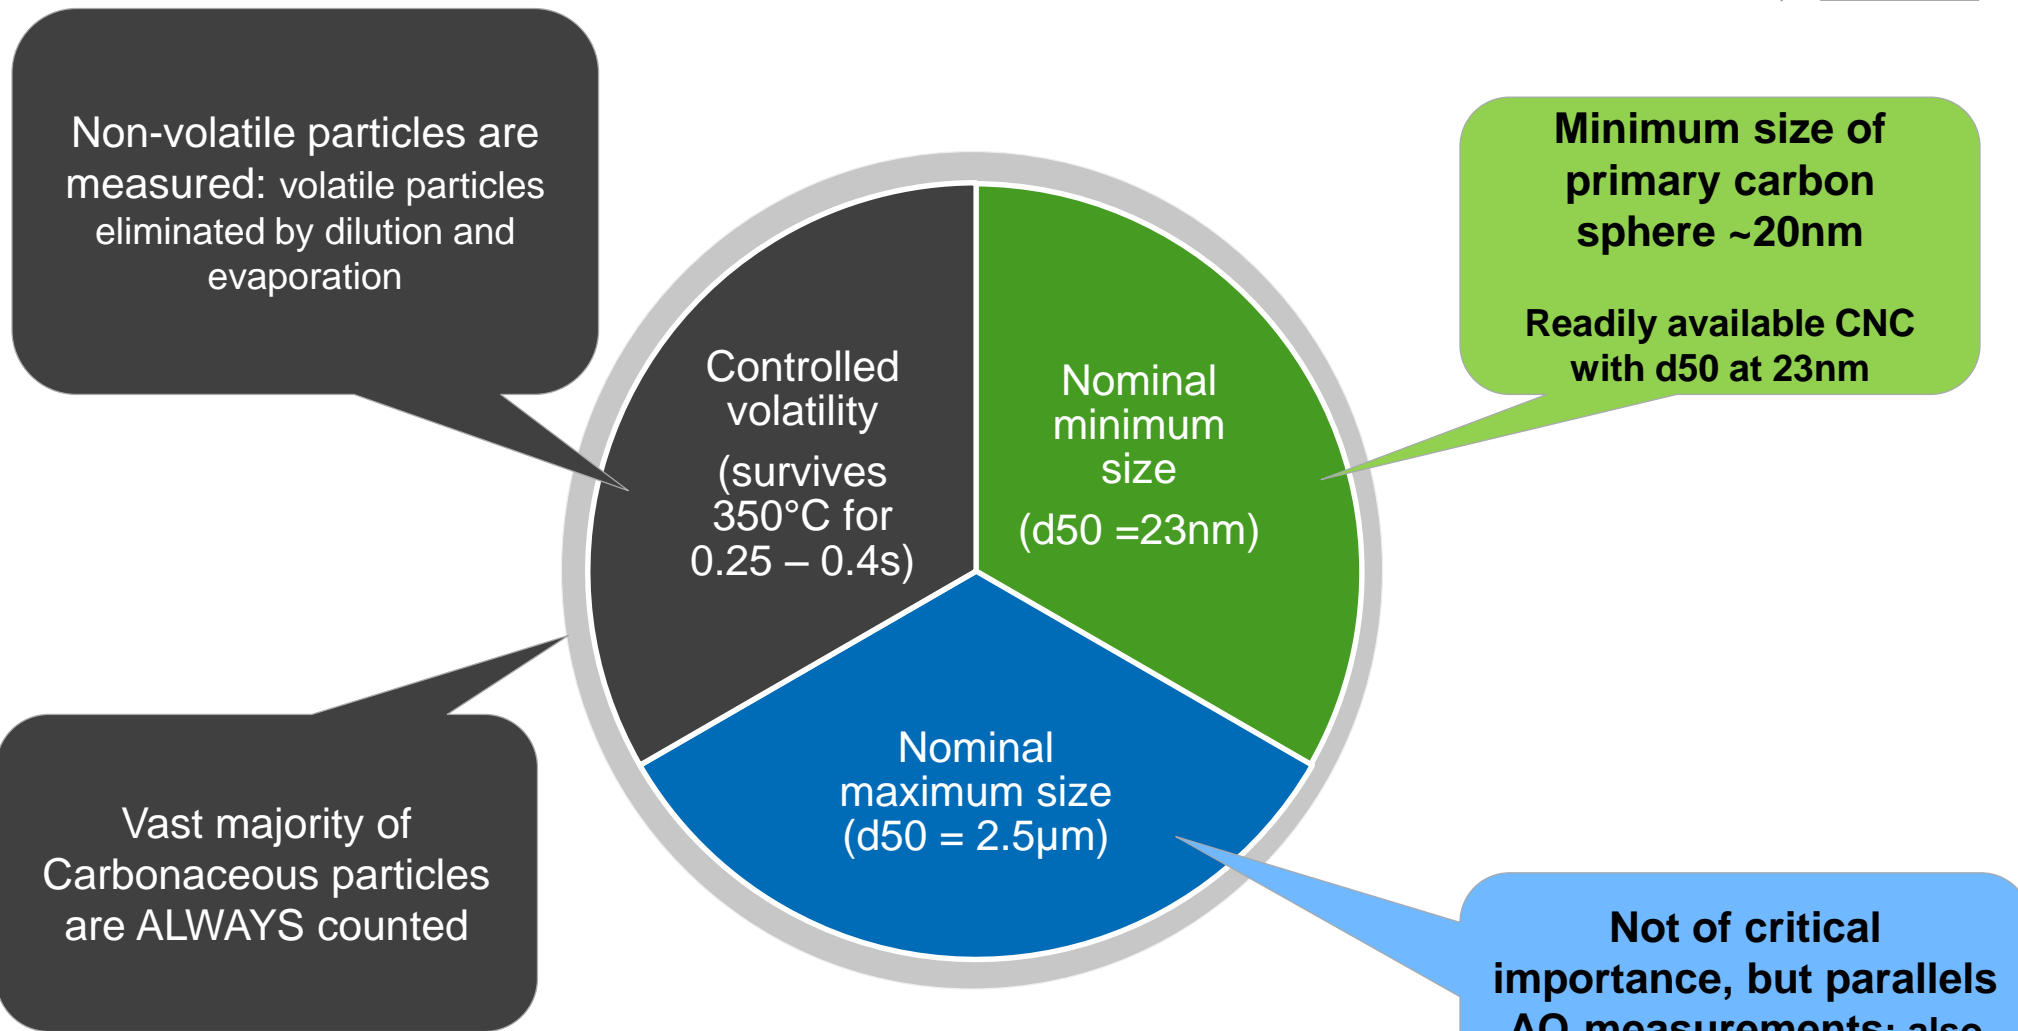 Non-volatile particles are
measured: volatile particles
eliminated by dilution and
evaporation
Minimum size of
primary carbon
sphere ~20nm
Readily available CNC
with d50 at 23nm
Controlled
volatility
(survives
350°C for
0.25 – 0.4s)
Nominal
minimum
size
(d50 =23nm)
Nominal
maximum size
(d50 = 2.5µm)
Vast majority of
Carbonaceous particles
are ALWAYS counted
Not of critical
importance, but parallels
AQ measurements; also